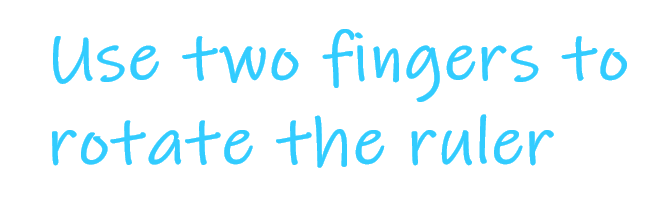 Use two fingers to
rotate the ruler